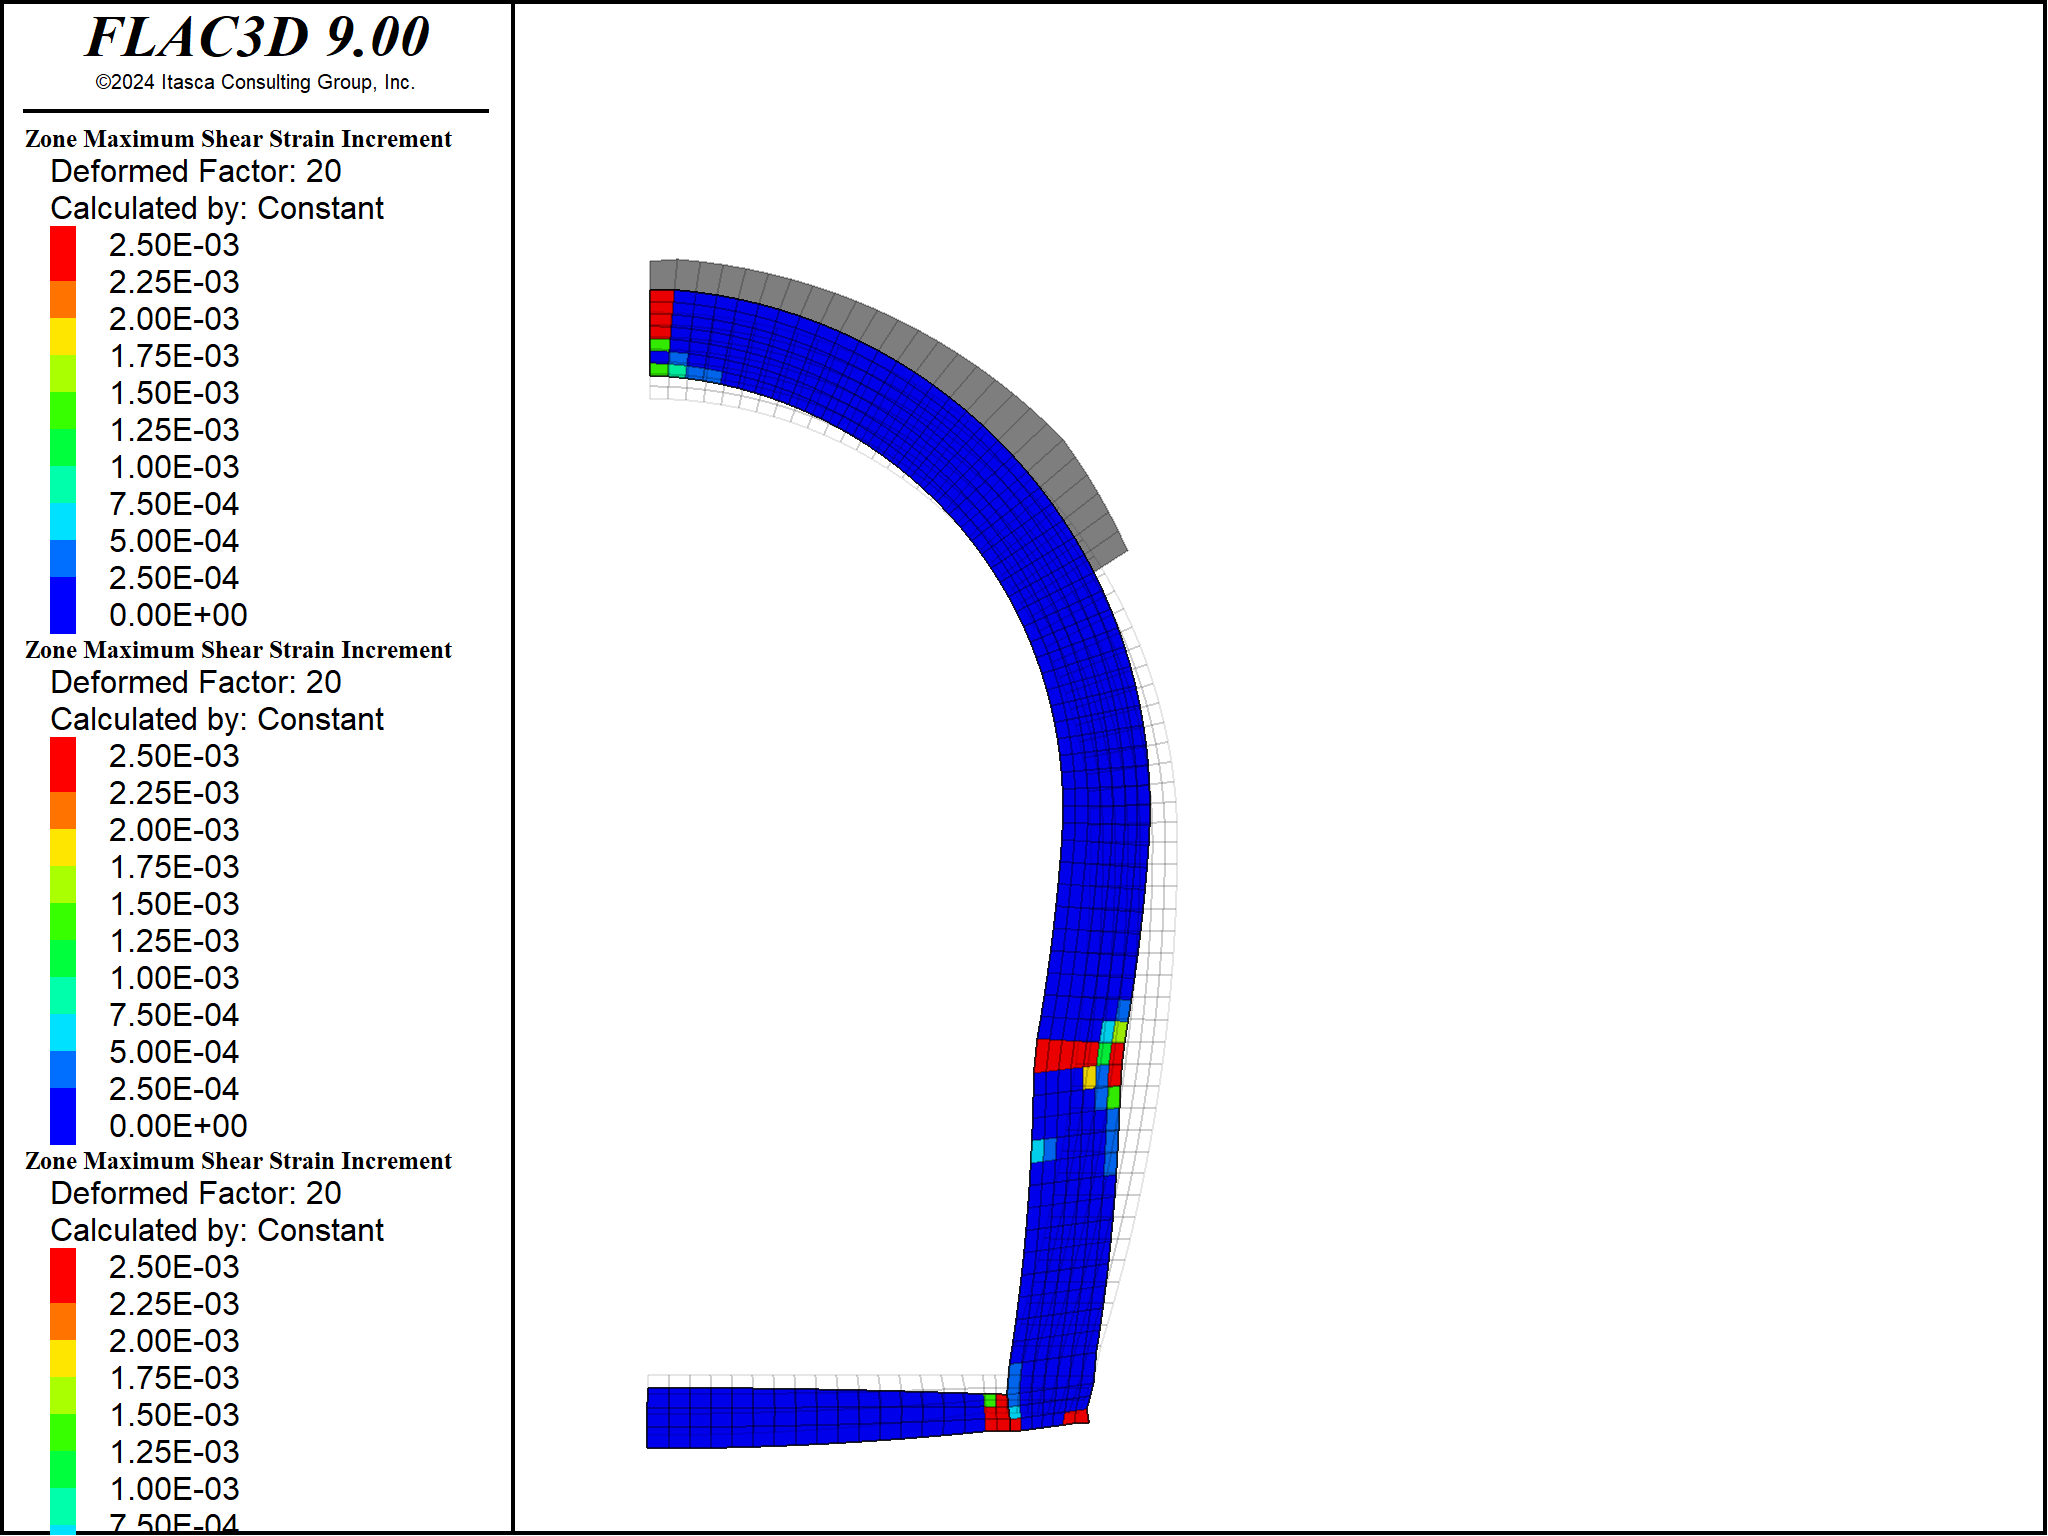 FLAC3D 9.00
©2024 Itasca Consulting Group, Inc.
Zone Maximum Shear Strain Increment
Deformed Factor: 20
Calculated by: Constant
2.50E-03
2.25E-03
2.00E-03
1.75E-03
1.50E-03
1.25E-03
1.00E-03
7.50E-04
5.00E-04
2.50E-04
0.00E+00
Zone Maximum Shear Strain Increment
Deformed Factor: 20
Calculated by: Constant
2.50E-03
2.25E-03
2.00E-03
1.75E-03
1.50E-03
1.25E-03
1.00E-03
7.50E-04
5.00E-04
2.50E-04
0.00E+00
Zone Maximum Shear Strain Increment
Deformed Factor: 20
Calculated by: Constant
2.50E-03
2.25E-03
2.00E-03
1.75E-03
1.50E-03
1.25E-03
1.00E-03
7.50E-04